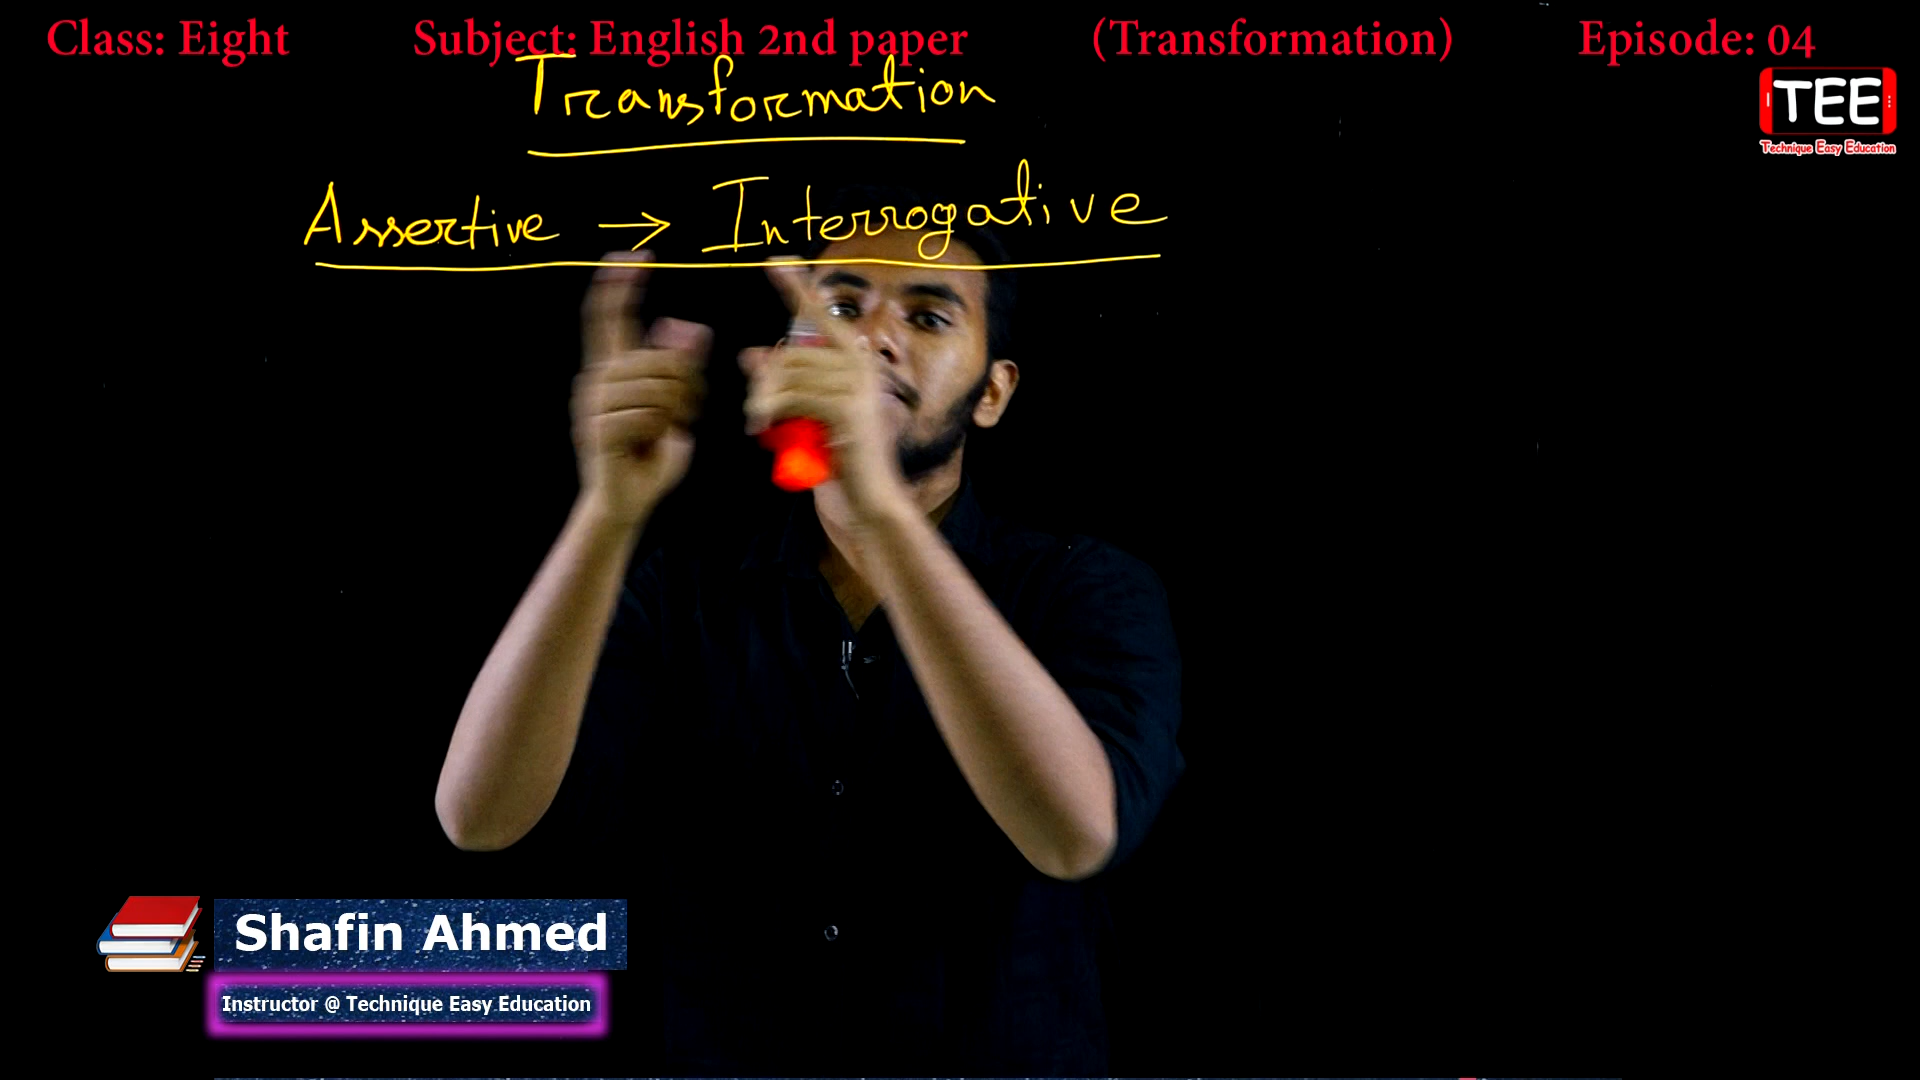 Class: Eight Subject: English 2nd paper (Transformation) Episode: 04
TEE
Technique Easy Education
Transformation
Assertive → Interrogative
Shafin Ahmed
Instructor @ Technique Easy Education